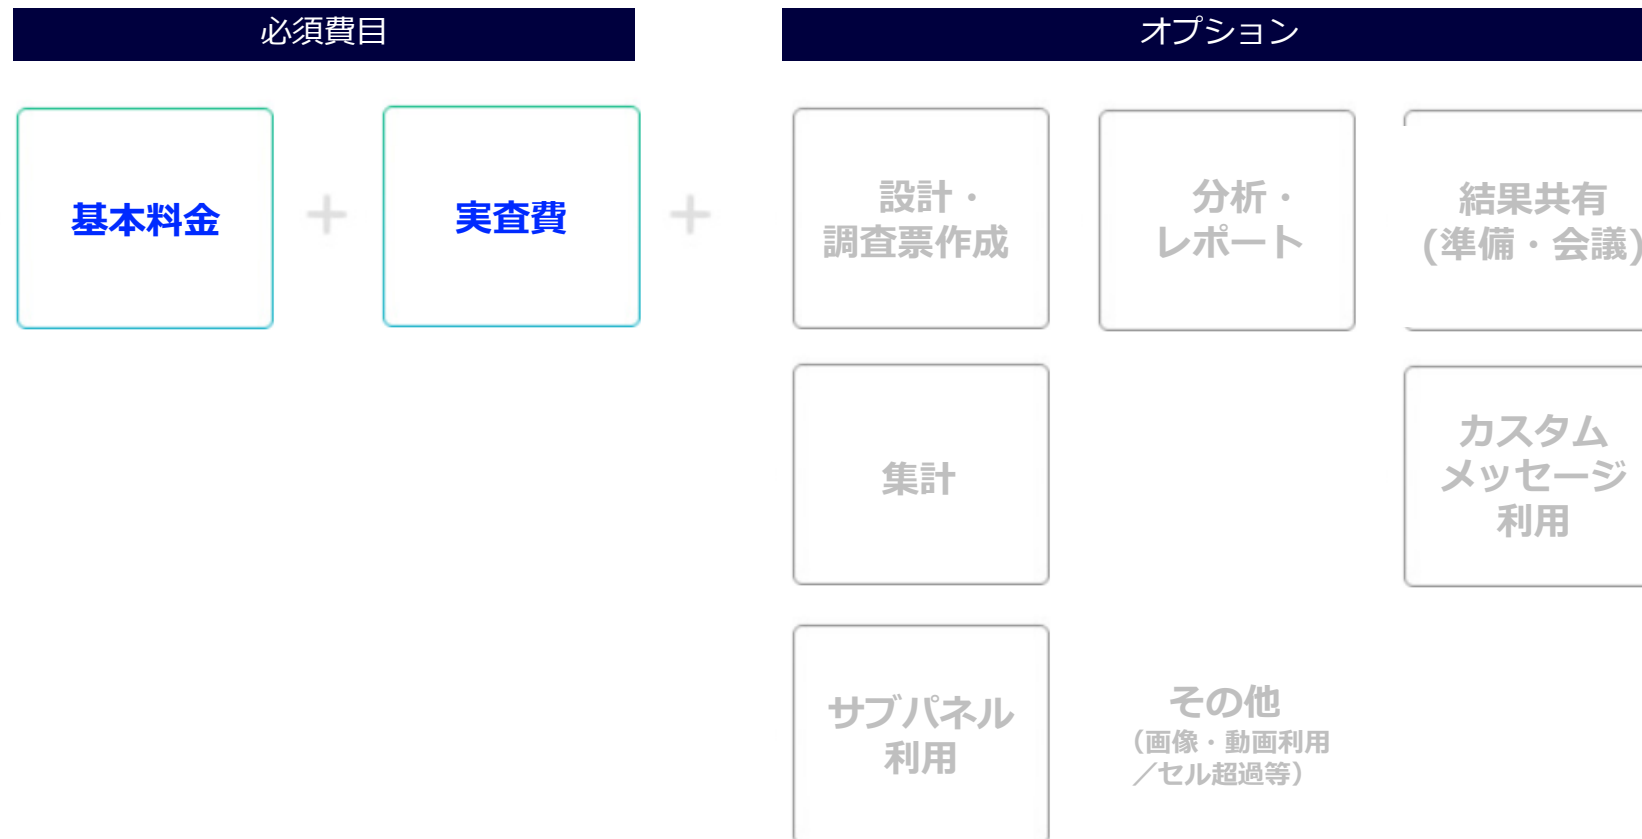 必須費目
オプション
基本料金
+
実査費
+
設計・
調査票作成
分析・
レポート
結果共有
(準備・会議)
集計
カスタム
メッセージ
利用
サブパネル
利用
その他
（画像・動画利用
／セル超過等）